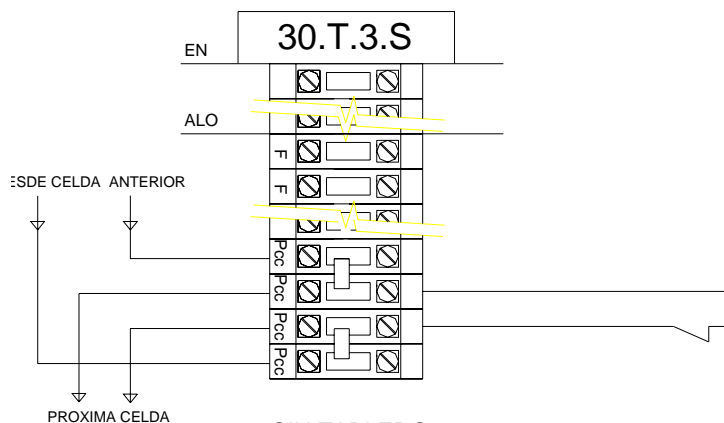 30.T.3.S
EN
ALO
F
F
ESDE CELDA ANTERIOR
Pcc
Pcc
Pcc
Pcc
PROXIMA CELDA